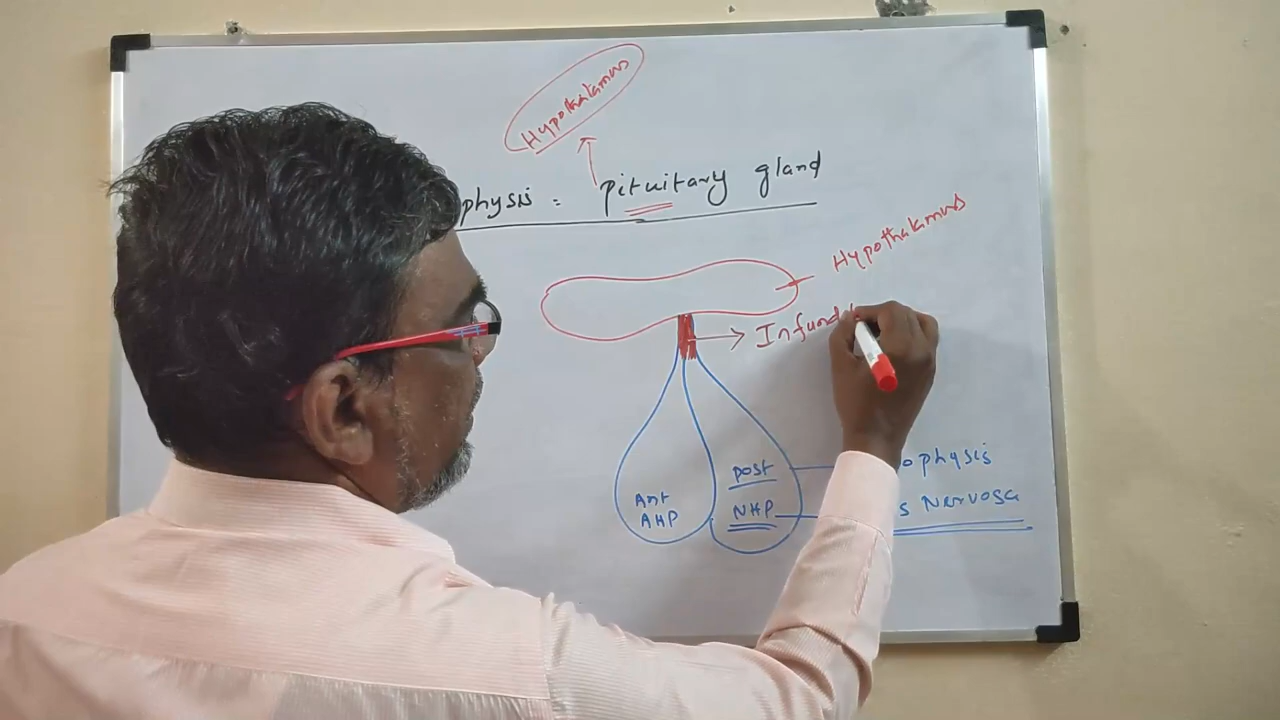 Hypothalamus
physis = pituitary gland
Hypothalamus
Infund
post
Ant
AHP
NHP
ophysis
s Nervosa